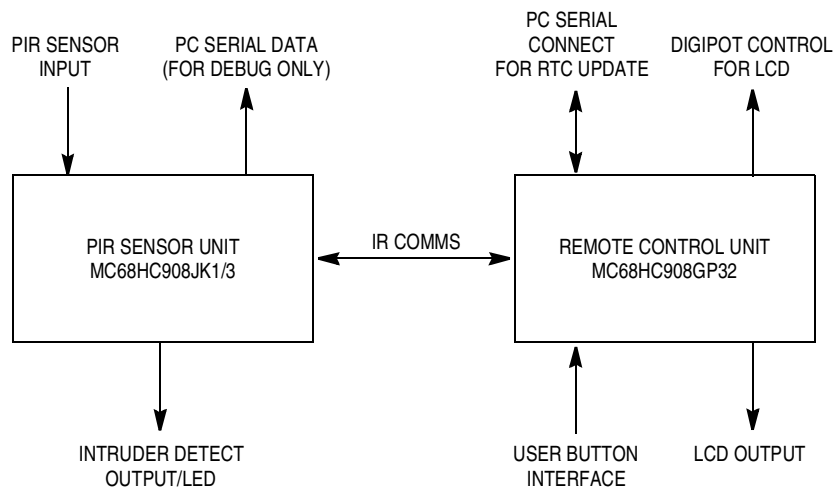 PIR SENSOR
INPUT
PC SERIAL DATA
(FOR DEBUG ONLY)
PC SERIAL
CONNECT
FOR RTC UPDATE
DIGIPOT CONTROL
FOR LCD
PIR SENSOR UNIT
MC68HC908JK1/3
IR COMMS
REMOTE CONTROL UNIT
MC68HC908GP32
INTRUDER DETECT
OUTPUT/LED
USER BUTTON
INTERFACE
LCD OUTPUT